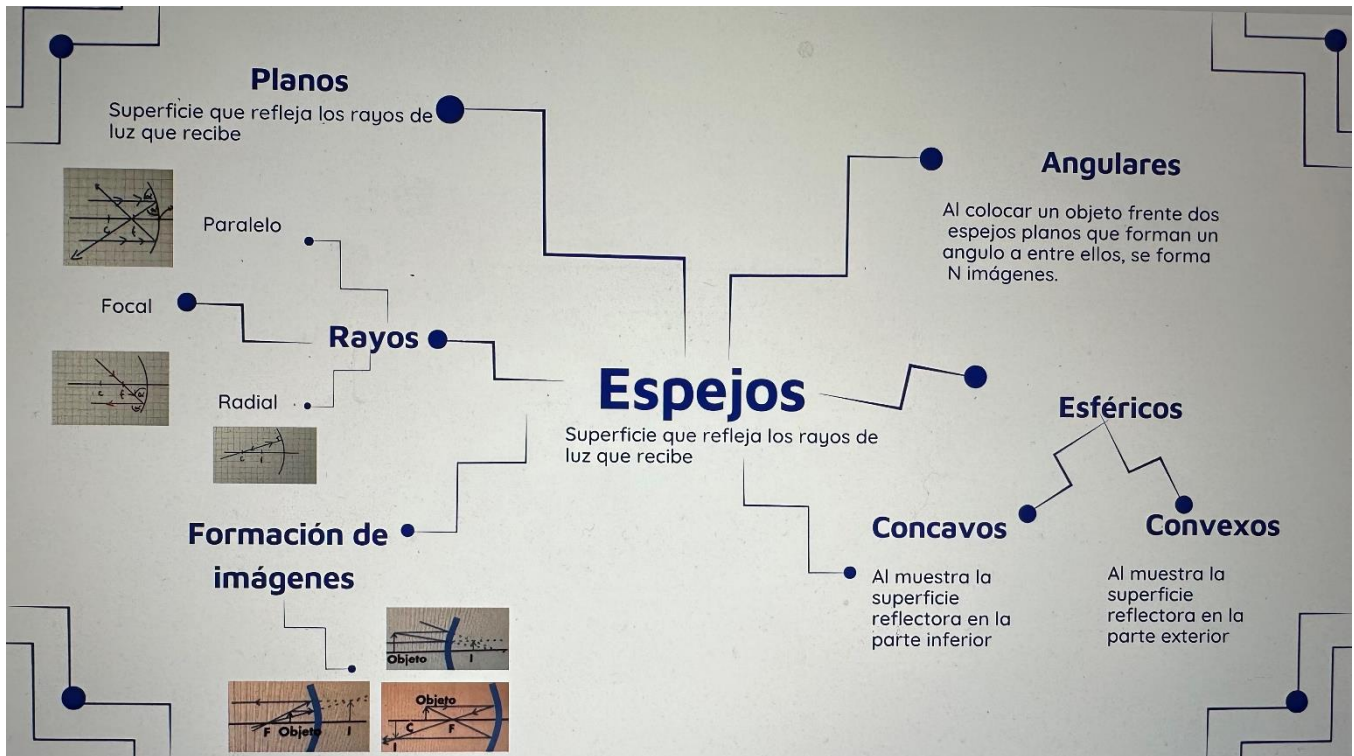 Planos
Superficie que refleja los rayos de
luz que recibe
Angulares
Al colocar un objeto frente dos
espejos planos que forman un
angulo a entre ellos, se forma
N imágenes.
Paralelo
Focal
Rayos
Radial
Espejos
Superficie que refleja los rayos de
luz que recibe
Esféricos
Concavos
Al muestra la
superficie
reflectora en la
parte inferior
Convexos
Al muestra la
superficie
reflectora en la
parte exterior
Formación de
imágenes
Objeto I
F Objeto I
Objeto
C F
I